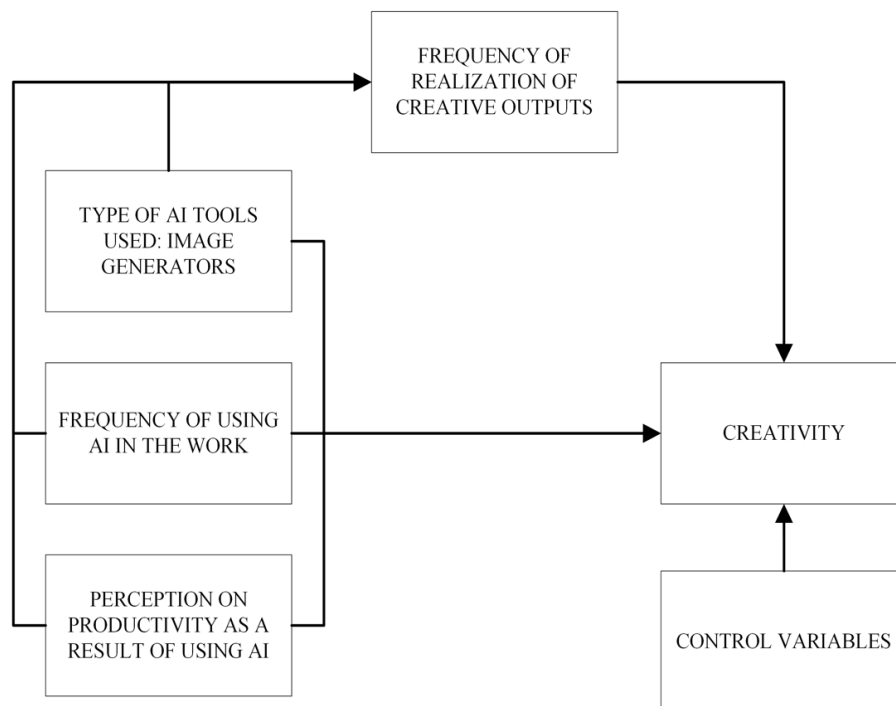 FREQUENCY OF
REALIZATION OF
CREATIVE OUTPUTS
TYPE OF AI TOOLS
USED: IMAGE
GENERATORS
FREQUENCY OF USING
AI IN THE WORK
CREATIVITY
PERCEPTION ON
PRODUCTIVITY AS A
RESULT OF USING AI
CONTROL VARIABLES